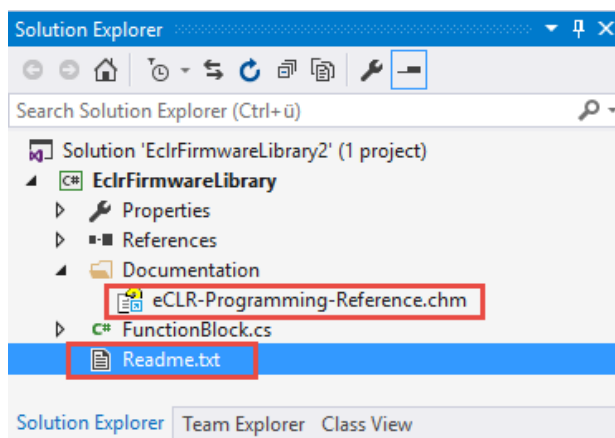 Solution Explorer
Search Solution Explorer (Ctrl+ü)
Solution 'EclrFirmwareLibrary2' (1 project)
C# EclrFirmwareLibrary
Properties
References
Documentation
eCLR-Programming-Reference.chm
C# FunctionBlock.cs
Readme.txt
Solution Explorer Team Explorer Class View